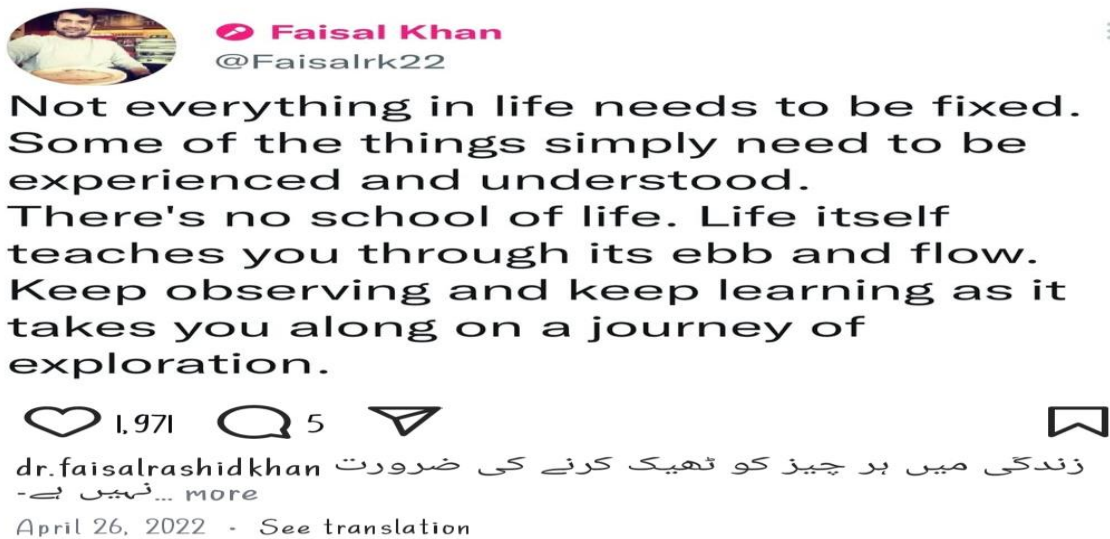 Faisal Khan
@Faisalrk22
Not everything in life needs to be fixed.
Some of the things simply need to be
experienced and understood.
There's no school of life. Life itself
teaches you through its ebb and flow.
Keep observing and keep learning as it
takes you along on a journey of
exploration.
1,971 5
dr.faisalrashidkhan زندگی میں ہر چیز کو ٹھیک کرنے کی ضرورت
نہیں ہے۔... more
April 26, 2022 · See translation